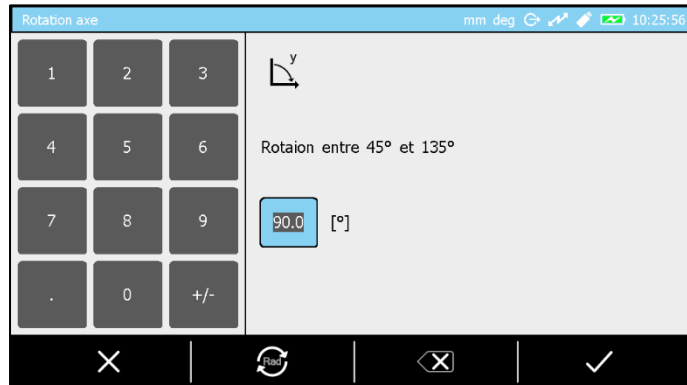 Rotation axe mm deg 10:25:56
1 2 3
y
4 5 6
Rotaion entre 45° et 135°
7 8 9
90.0 [°]
. 0 +/-
Rad